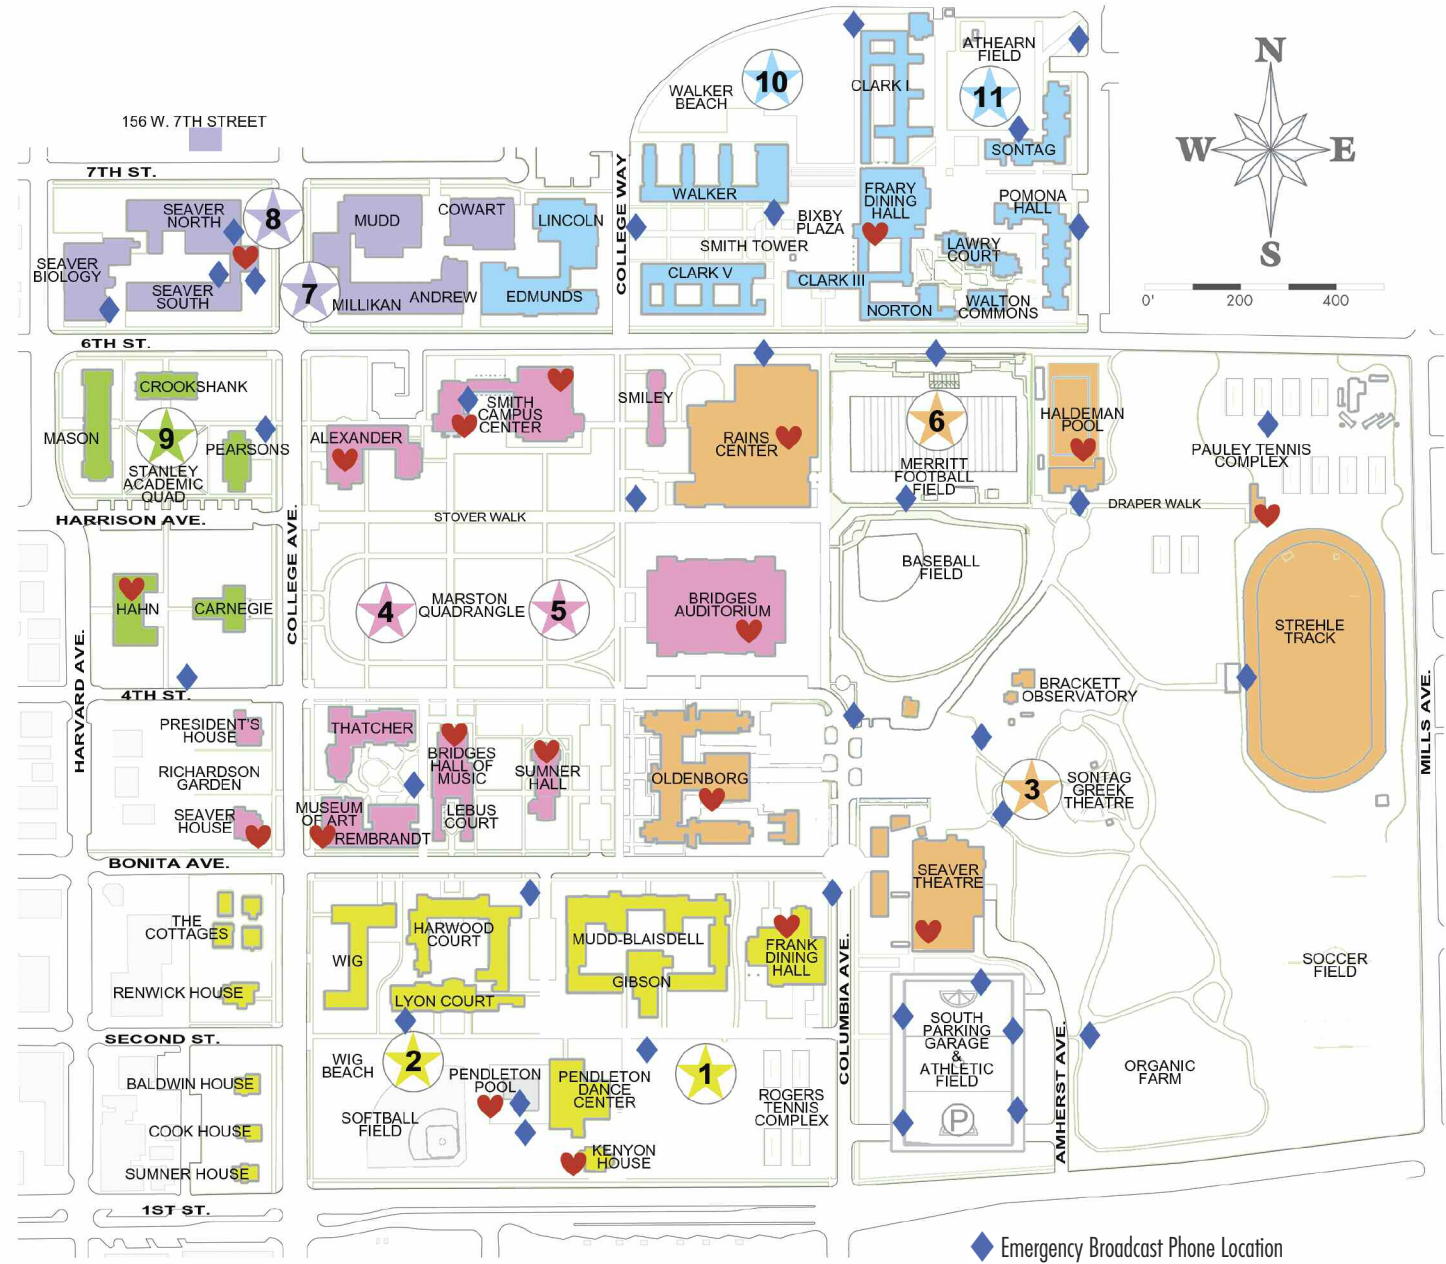 N
W
E
S
0'
200
400
ATHEARN
FIELD
10
11
WALKER
BEACH
CLARK I
SONTAG
156 W. 7TH STREET
7TH ST.
COLLEGE WAY
WALKER
FRARY
DINING
HALL
POMONA
HALL
BIXBY
PLAZA
SMITH TOWER
LAWRY
COURT
CLARK V
CLARK III
NORTON
WALTON
COMMONS
SEAVER
NORTH
8
MUDD
COWART
LINCOLN
SEAVER
BIOLOGY
SEAVER
SOUTH
7
MILLIKAN
ANDREW
EDMUNDS
6TH ST.
CROOKSHANK
MASON
9
PEARSONS
STANLEY
ACADEMIC
QUAD
HARRISON AVE.
ALEXANDER
SMITH
CAMPUS
CENTER
SMILEY
RAINS
CENTER
6
MERRITT
FOOTBALL
FIELD
HALDEMAN
POOL
PAULEY TENNIS
COMPLEX
DRAPER WALK
STOVER WALK
COLLEGE AVE.
HAHN
CARNEGIE
4
MARSTON
QUADRANGLE
5
BRIDGES
AUDITORIUM
BASEBALL
FIELD
STREHLE
TRACK
HARVARD AVE.
4TH ST.
MILLS AVE.
BRACKETT
OBSERVATORY
PRESIDENT'S
HOUSE
RICHARDSON
GARDEN
SEAVER
HOUSE
THATCHER
BRIDGES
HALL OF
MUSIC
SUMNER
HALL
MUSEUM
OF ART
REMBRANDT
LEBUS
COURT
OLDENBORG
3
SONTAG
GREEK
THEATRE
BONITA AVE.
SEAVER
THEATRE
THE
COTTAGES
RENWICK HOUSE
WIG
HARWOOD
COURT
LYON COURT
MUDD-BLAISDELL
GIBSON
FRANK
DINING
HALL
COLUMBIA AVE.
SOCCER
FIELD
SECOND ST.
WIG
BEACH
2
PENDLETON
POOL
PENDLETON
DANCE
CENTER
1
SOUTH
PARKING
GARAGE
&
ATHLETIC
FIELD
P
AMHERST AVE.
ORGANIC
FARM
BALDWIN HOUSE
COOK HOUSE
SUMNER HOUSE
SOFTBALL
FIELD
ROGERS
TENNIS
COMPLEX
KENYON
HOUSE
1ST ST.
Emergency Broadcast Phone Location